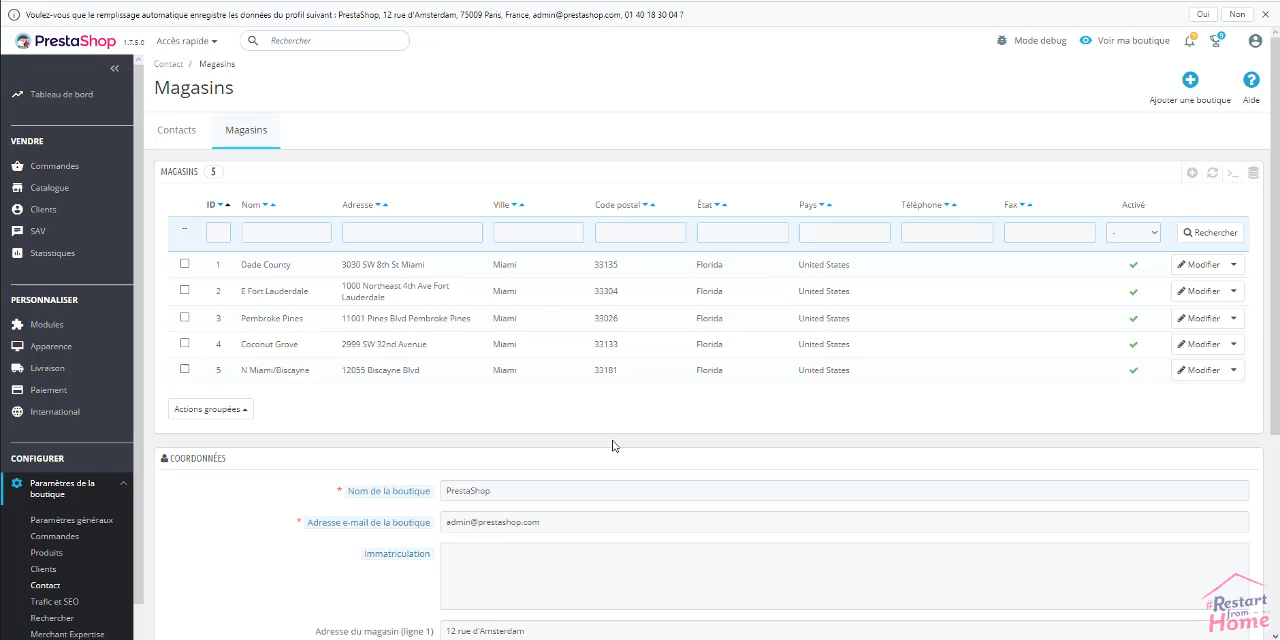 Voulez-vous que le remplissage automatique enregistre les données du profil suivant : PrestaShop, 12 rue d'Amsterdam, 75009 Paris, France, admin@prestashop.com, 01 40 18 30 04 ? Oui Non
PrestaShop 1.7.5.0 Accès rapide Rechercher Mode debug Voir ma boutique
Contact / Magasins
Magasins
Ajouter une boutique Aide
Contacts Magasins
MAGASINS 5
ID Nom Adresse Ville Code postal État Pays Téléphone Fax Activé
-- - Rechercher
1 Dade County 3030 SW 8th St Miami Miami 33135 Florida United States Modifier
2 E Fort Lauderdale 1000 Northeast 4th Ave Fort Lauderdale Miami 33304 Florida United States Modifier
3 Pembroke Pines 11001 Pines Blvd Pembroke Pines Miami 33026 Florida United States Modifier
4 Coconut Grove 2999 SW 32nd Avenue Miami 33133 Florida United States Modifier
5 N Miami/Biscayne 12055 Biscayne Blvd Miami 33181 Florida United States Modifier
Actions groupées
COORDONNÉES
* Nom de la boutique PrestaShop
* Adresse e-mail de la boutique admin@prestashop.com
Immatriculation
Adresse du magasin (ligne 1) 12 rue d'Amsterdam
Tableau de bord
VENDRE
Commandes
Catalogue
Clients
SAV
Statistiques
PERSONNALISER
Modules
Apparence
Livraison
Paiement
International
CONFIGURER
Paramètres de la
boutique
Paramètres généraux
Commandes
Produits
Clients
Contact
Trafic et SEO
Rechercher
Merchant Expertise
#Restart
from
Home